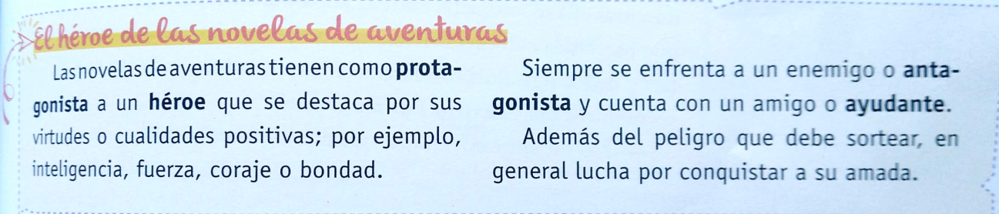 El héroe de las novelas de aventuras
Las novelas de aventuras tienen como prota-
gonista a un héroe que se destaca por sus
virtudes o cualidades positivas; por ejemplo,
inteligencia, fuerza, coraje o bondad.
Siempre se enfrenta a un enemigo o anta-
gonista y cuenta con un amigo o ayudante.
Además del peligro que debe sortear, en
general lucha por conquistar a su amada.